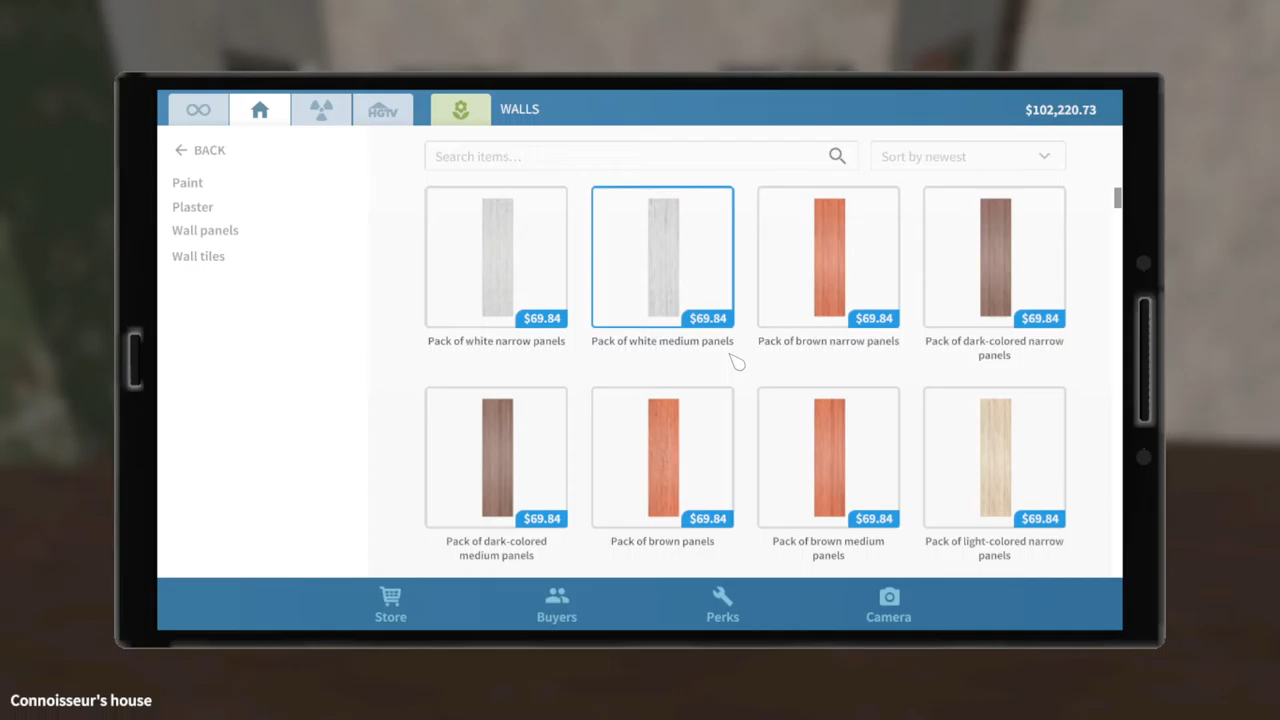 HGTV
WALLS
$102,220.73
BACK
Paint
Plaster
Wall panels
Wall tiles
Search items...
Sort by newest
$69.84
$69.84
$69.84
$69.84
Pack of white narrow panels
Pack of white medium panels
Pack of brown narrow panels
Pack of dark-colored narrow
panels
$69.84
$69.84
$69.84
$69.84
Pack of dark-colored
medium panels
Pack of brown panels
Pack of brown medium
panels
Pack of light-colored narrow
panels
Store
Buyers
Perks
Camera
Connoisseur's house